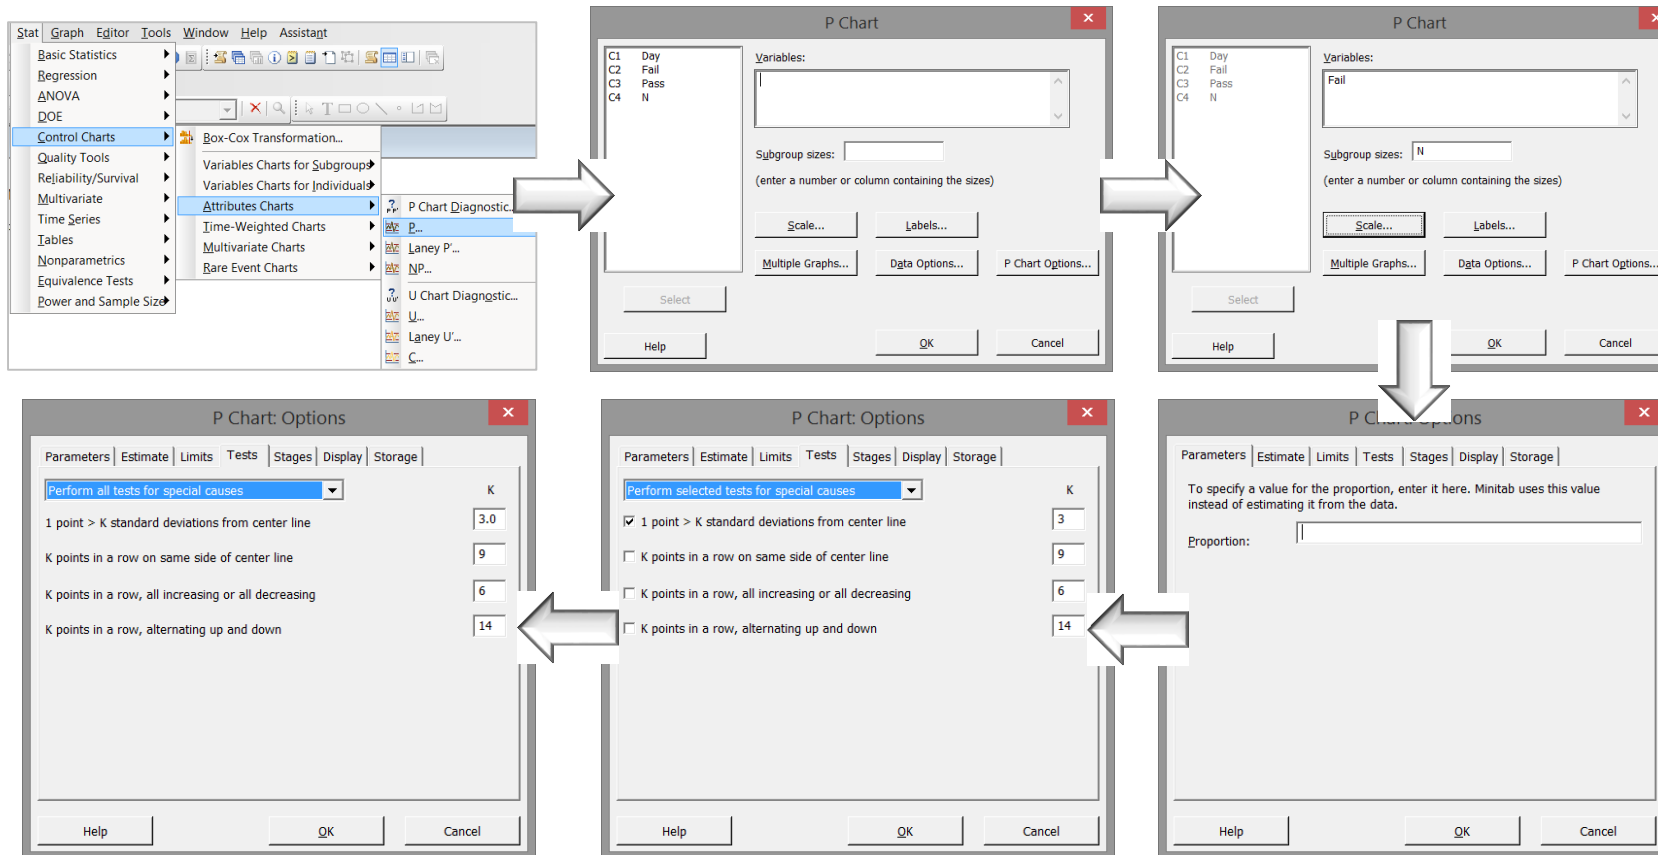 Stat Graph Editor Tools Window Help Assistant
Basic Statistics
Regression
ANOVA
DOE
Control Charts
Quality Tools
Reliability/Survival
Multivariate
Time Series
Tables
Nonparametrics
Equivalence Tests
Power and Sample Size
Box-Cox Transformation...
Variables Charts for Subgroups
Variables Charts for Individuals
Attributes Charts
Time-Weighted Charts
Multivariate Charts
Rare Event Charts
P Chart Diagnostic...
P...
Laney P'...
NP...
U Chart Diagnostic...
U...
Laney U'...
C...
P Chart
C1 Day
C2 Fail
C3 Pass
C4 N
Variables:
Subgroup sizes:
(enter a number or column containing the sizes)
Scale... Labels...
Multiple Graphs... Data Options... P Chart Options...
Select
Help OK Cancel
P Chart
C1 Day
C2 Fail
C3 Pass
C4 N
Variables:
Fail
Subgroup sizes: N
(enter a number or column containing the sizes)
Scale... Labels...
Multiple Graphs... Data Options... P Chart Options...
Select
Help OK Cancel
P Chart: Options
Parameters Estimate Limits Tests Stages Display Storage
To specify a value for the proportion, enter it here. Minitab uses this value
instead of estimating it from the data.
Proportion:
Help OK Cancel
P Chart: Options
Parameters Estimate Limits Tests Stages Display Storage
Perform selected tests for special causes K
1 point > K standard deviations from center line 3
K points in a row on same side of center line 9
K points in a row, all increasing or all decreasing 6
K points in a row, alternating up and down 14
Help OK Cancel
P Chart: Options
Parameters Estimate Limits Tests Stages Display Storage
Perform all tests for special causes K
1 point > K standard deviations from center line 3.0
K points in a row on same side of center line 9
K points in a row, all increasing or all decreasing 6
K points in a row, alternating up and down 14
Help OK Cancel